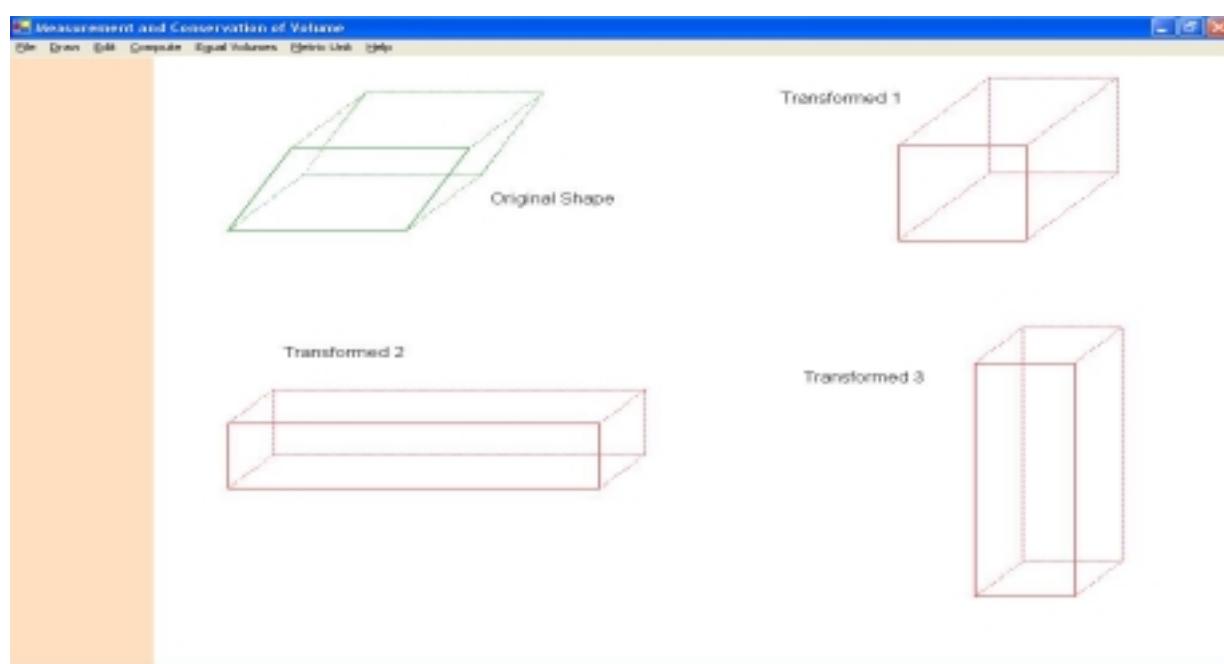 Measurement and Conservation of Volume
File Draw Edit Compute Equal Volumes Metric Unit Help
Transformed 1
Original Shape
Transformed 2
Transformed 3